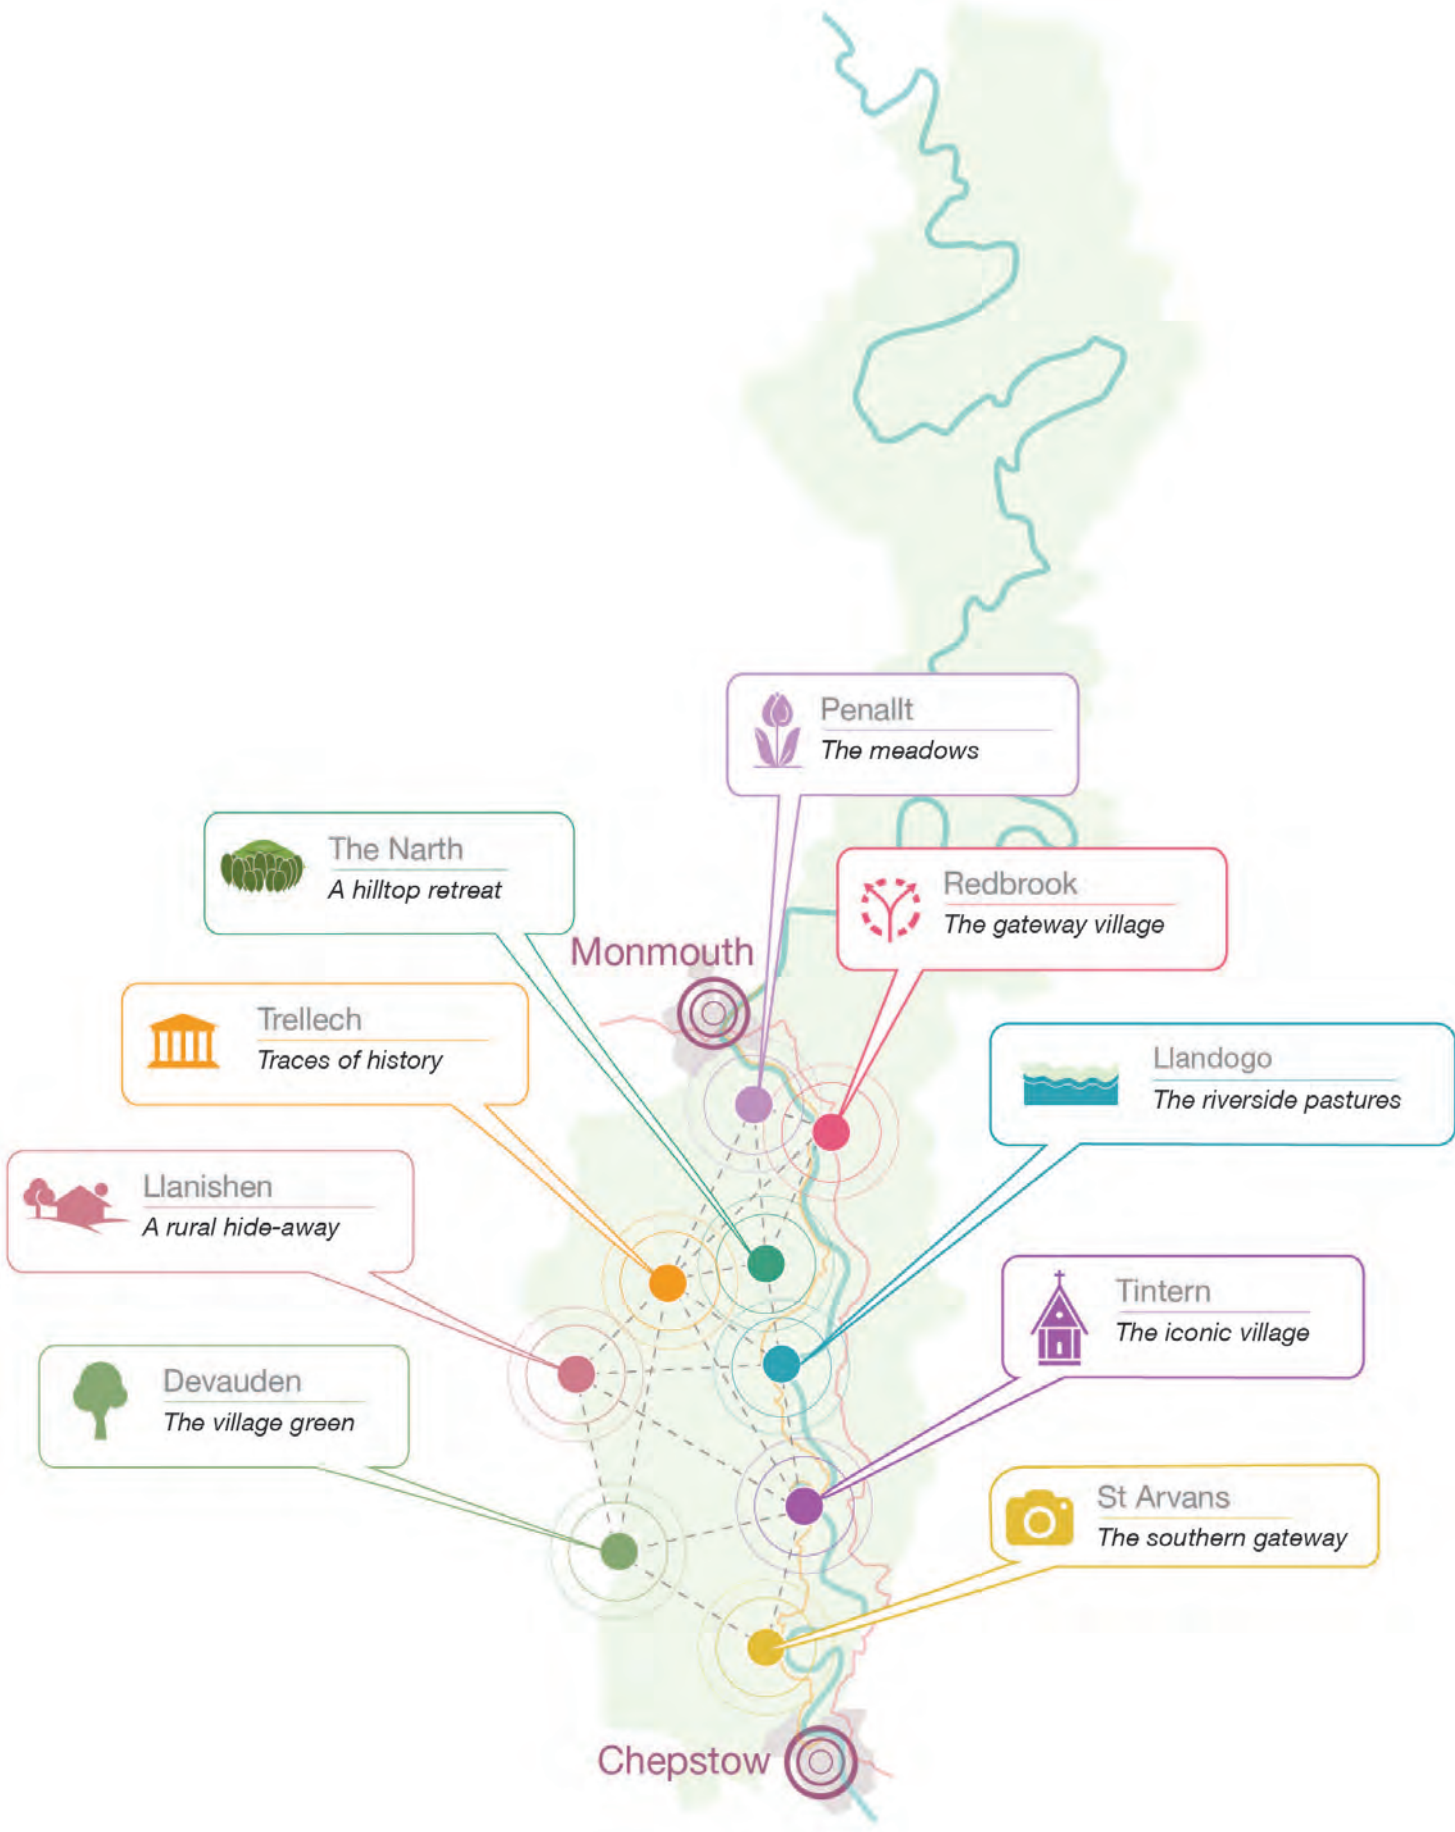 Penallt
The meadows
The Narth
A hilltop retreat
Redbrook
The gateway village
Monmouth
Trellech
Traces of history
Llandogo
The riverside pastures
Llanishen
A rural hide-away
Tintern
The iconic village
Devauden
The village green
St Arvans
The southern gateway
Chepstow